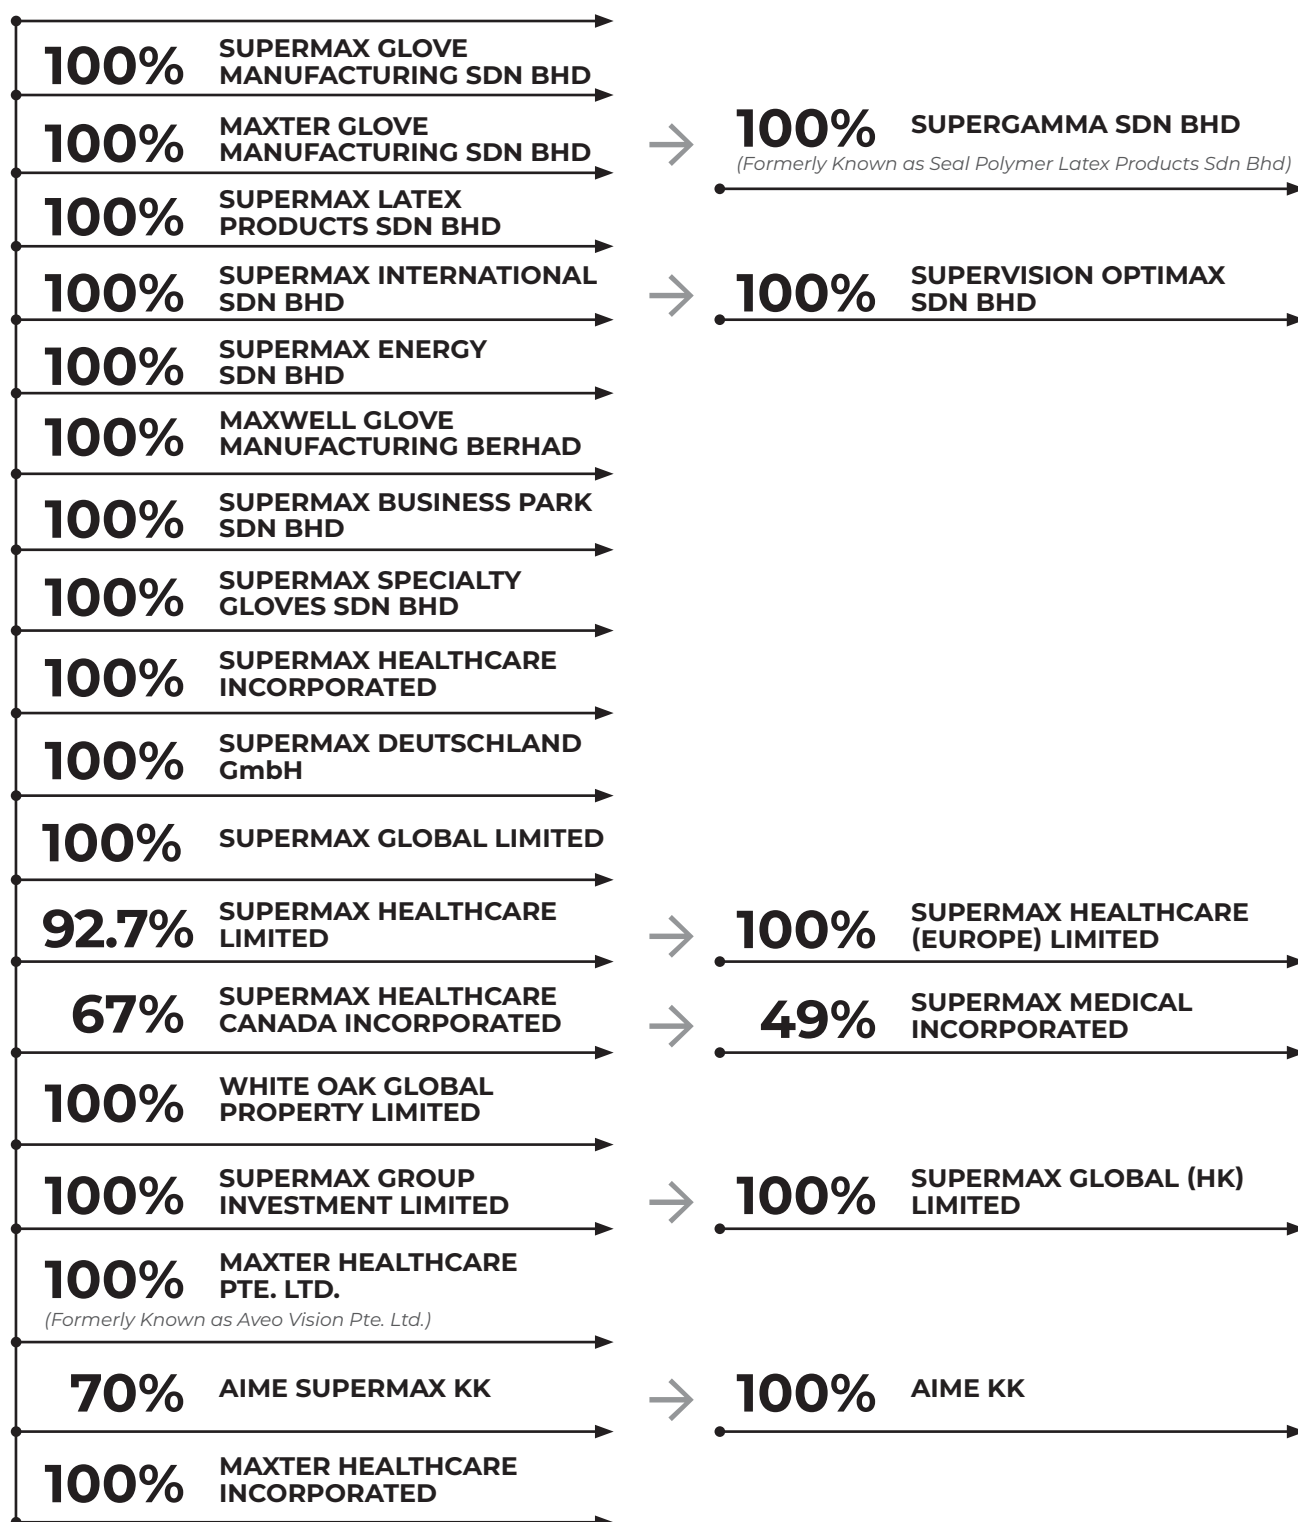 100% SUPERMAX GLOVE
MANUFACTURING SDN BHD
100% MAXTER GLOVE
MANUFACTURING SDN BHD
100% SUPERGAMMA SDN BHD
(Formerly Known as Seal Polymer Latex Products Sdn Bhd)
100% SUPERMAX LATEX
PRODUCTS SDN BHD
100% SUPERMAX INTERNATIONAL
SDN BHD
100% SUPERVISION OPTIMAX
SDN BHD
100% SUPERMAX ENERGY
SDN BHD
100% MAXWELL GLOVE
MANUFACTURING BERHAD
100% SUPERMAX BUSINESS PARK
SDN BHD
100% SUPERMAX SPECIALTY
GLOVES SDN BHD
100% SUPERMAX HEALTHCARE
INCORPORATED
100% SUPERMAX DEUTSCHLAND
GmbH
100% SUPERMAX GLOBAL LIMITED
92.7% SUPERMAX HEALTHCARE
LIMITED
100% SUPERMAX HEALTHCARE
(EUROPE) LIMITED
67% SUPERMAX HEALTHCARE
CANADA INCORPORATED
49% SUPERMAX MEDICAL
INCORPORATED
100% WHITE OAK GLOBAL
PROPERTY LIMITED
100% SUPERMAX GROUP
INVESTMENT LIMITED
100% SUPERMAX GLOBAL (HK)
LIMITED
100% MAXTER HEALTHCARE
PTE. LTD.
(Formerly Known as Aveo Vision Pte. Ltd.)
70% AIME SUPERMAX KK
100% AIME KK
100% MAXTER HEALTHCARE
INCORPORATED